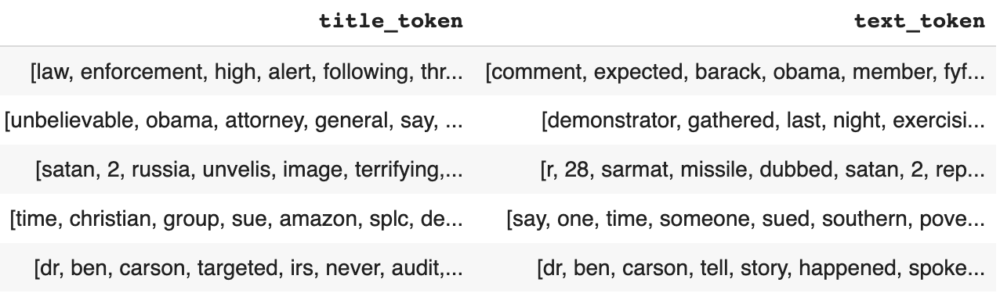 title_token text_token
[law, enforcement, high, alert, following, thr... [comment, expected, barack, obama, member, fyf...
[unbelievable, obama, attorney, general, say, ... [demonstrator, gathered, last, night, exercisi...
[satan, 2, russia, unvelis, image, terrifying,... [r, 28, sarmat, missile, dubbed, satan, 2, rep...
[time, christian, group, sue, amazon, splc, de... [say, one, time, someone, sued, southern, pove...
[dr, ben, carson, targeted, irs, never, audit,... [dr, ben, carson, tell, story, happened, spoke...